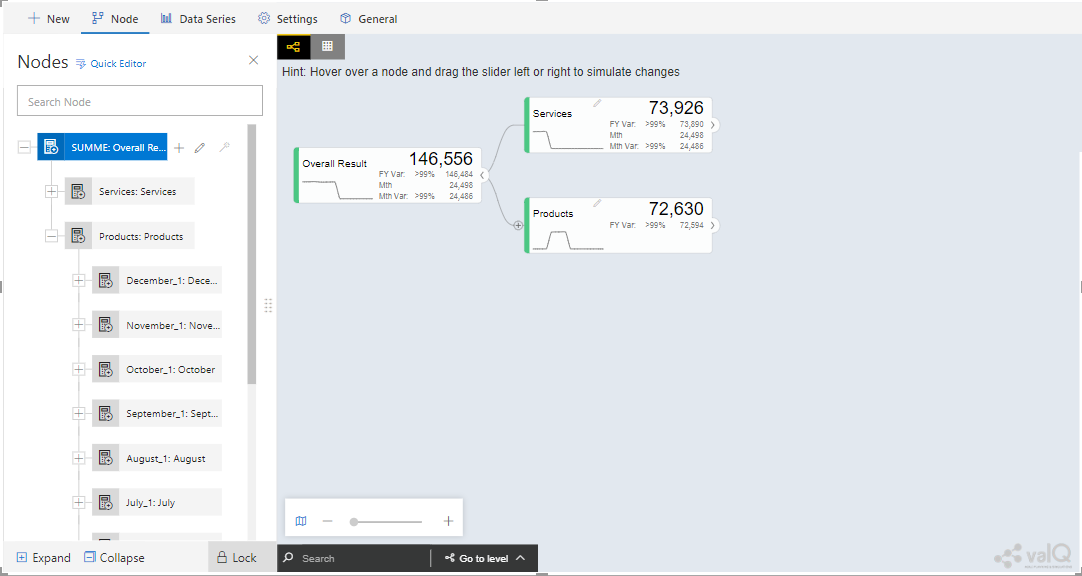 New
Node
Data Series
Settings
General
Nodes
Quick Editor
Search Node
SUMME: Overall Re...
Services: Services
Products: Products
December_1: Dece...
November_1: Nove...
October_1: October
September_1: Sept...
August_1: August
July_1: July
Expand
Collapse
Lock
Hint: Hover over a node and drag the slider left or right to simulate changes
Overall Result
146,556
FY Var: >99% 146,484
Mth 24,498
Mth Var: >99% 24,486
Services
73,926
FY Var: >99% 73,890
Mth 24,498
Mth Var: >99% 24,486
Products
72,630
FY Var: >99% 72,594
Search
Go to level
valQ